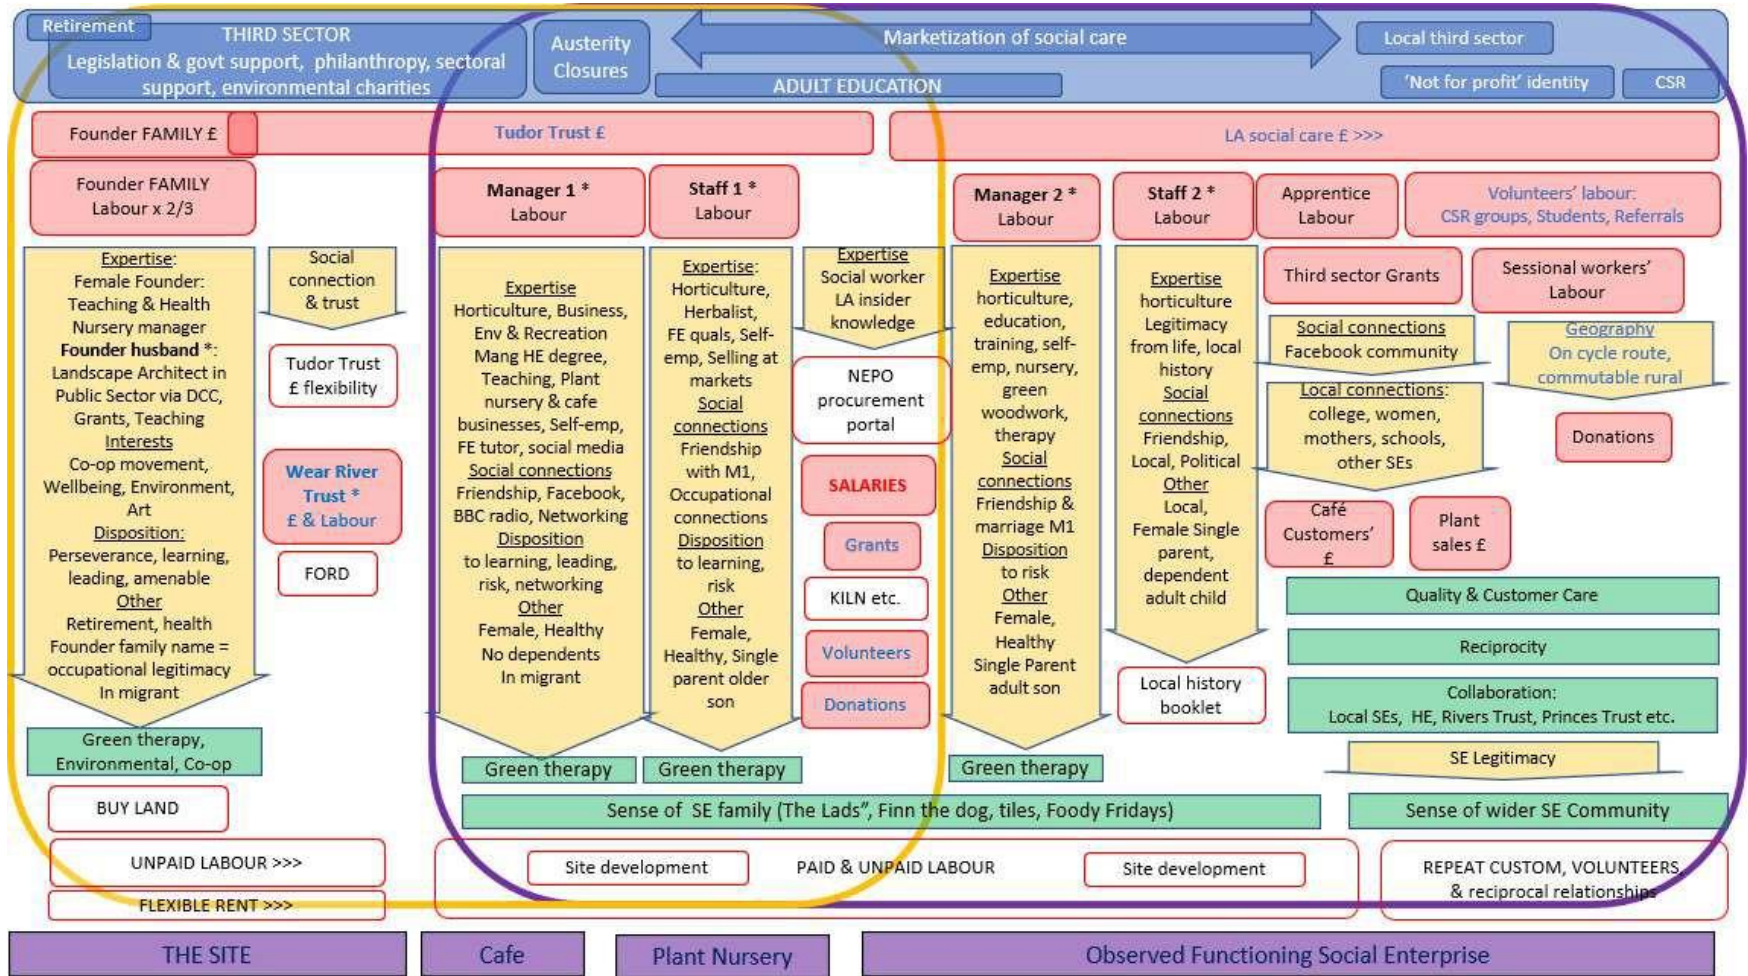 Retirement
THIRD SECTOR
Legislation & govt support, philanthropy, sectoral
support, environmental charities
Austerity
Closures
Marketization of social care
ADULT EDUCATION
Local third sector
'Not for profit' identity
CSR
Founder FAMILY £
Tudor Trust £
LA social care £ >>>
Founder FAMILY
Labour x 2/3
Manager 1 *
Labour
Staff 1 *
Labour
Manager 2 *
Labour
Staff 2 *
Labour
Apprentice
Labour
Volunteers' labour:
CSR groups, Students, Referrals
Expertise:
Female Founder:
Teaching & Health
Nursery manager
Founder husband *:
Landscape Architect in
Public Sector via DCC,
Grants, Teaching
Interests
Co-op movement,
Wellbeing, Environment,
Art
Disposition:
Perseverance, learning,
leading, amenable
Other
Retirement, health
Founder family name =
occupational legitimacy
In migrant
Social
connection
& trust
Tudor Trust
£ flexibility
Wear River
Trust *
£ & Labour
FORD
Expertise
Horticulture, Business,
Env & Recreation
Mang HE degree,
Teaching, Plant
nursery & cafe
businesses, Self-emp,
FE tutor, social media
Social connections
Friendship, Facebook,
BBC radio, Networking
Disposition
to learning, leading,
risk, networking
Other
Female, Healthy
No dependents
In migrant
Expertise:
Horticulture,
Herbalist,
FE quals, Self-
emp, Selling at
markets
Social
connections
Friendship
with M1,
Occupational
connections
Disposition
to learning,
risk
Other
Female,
Healthy, Single
parent older
son
Expertise
Social worker
LA insider
knowledge
NEPO
procurement
portal
SALARIES
Grants
KILN etc.
Volunteers
Donations
Expertise
horticulture,
education,
training, self-
emp, nursery,
green
woodwork,
therapy
Social
connections
Friendship &
marriage M1
Disposition
to risk
Other
Female,
Healthy
Single Parent
adult son
Expertise
horticulture
Legitimacy
from life, local
history
Social
connections
Friendship,
Local, Political
Other
Local,
Female Single
parent,
dependent
adult child
Local history
booklet
Third sector Grants
Sessional workers'
Labour
Social connections
Facebook community
Geography
On cycle route,
commutable rural
Local connections:
college, women,
mothers, schools,
other SEs
Donations
Café
Customers'
£
Plant
sales £
Quality & Customer Care
Reciprocity
Collaboration:
Local SEs, HE, Rivers Trust, Princes Trust etc.
SE Legitimacy
Green therapy,
Environmental, Co-op
Green therapy
Green therapy
Green therapy
BUY LAND
Sense of SE family (The Lads", Finn the dog, tiles, Foody Fridays)
Sense of wider SE Community
UNPAID LABOUR >>>
FLEXIBLE RENT >>>
Site development
PAID & UNPAID LABOUR
Site development
REPEAT CUSTOM, VOLUNTEERS,
& reciprocal relationships
THE SITE
Cafe
Plant Nursery
Observed Functioning Social Enterprise